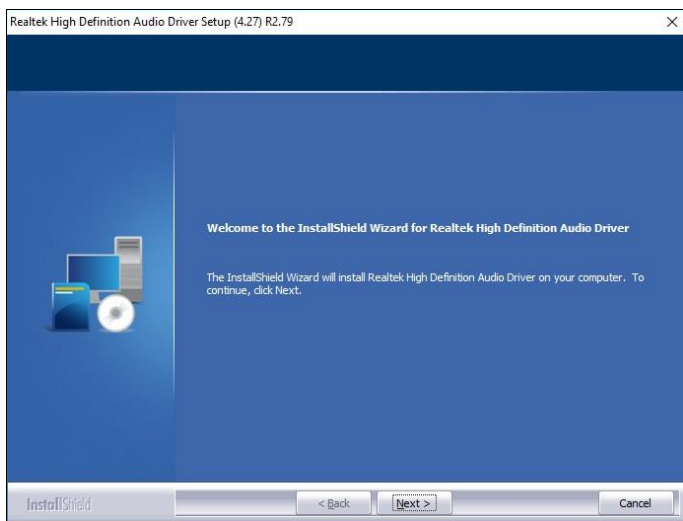 Realtek High Definition Audio Driver Setup (4.27) R2.79
Welcome to the InstallShield Wizard for Realtek High Definition Audio Driver
The InstallShield Wizard will install Realtek High Definition Audio Driver on your computer. To
continue, click Next.
InstallShield
< Back
Next >
Cancel